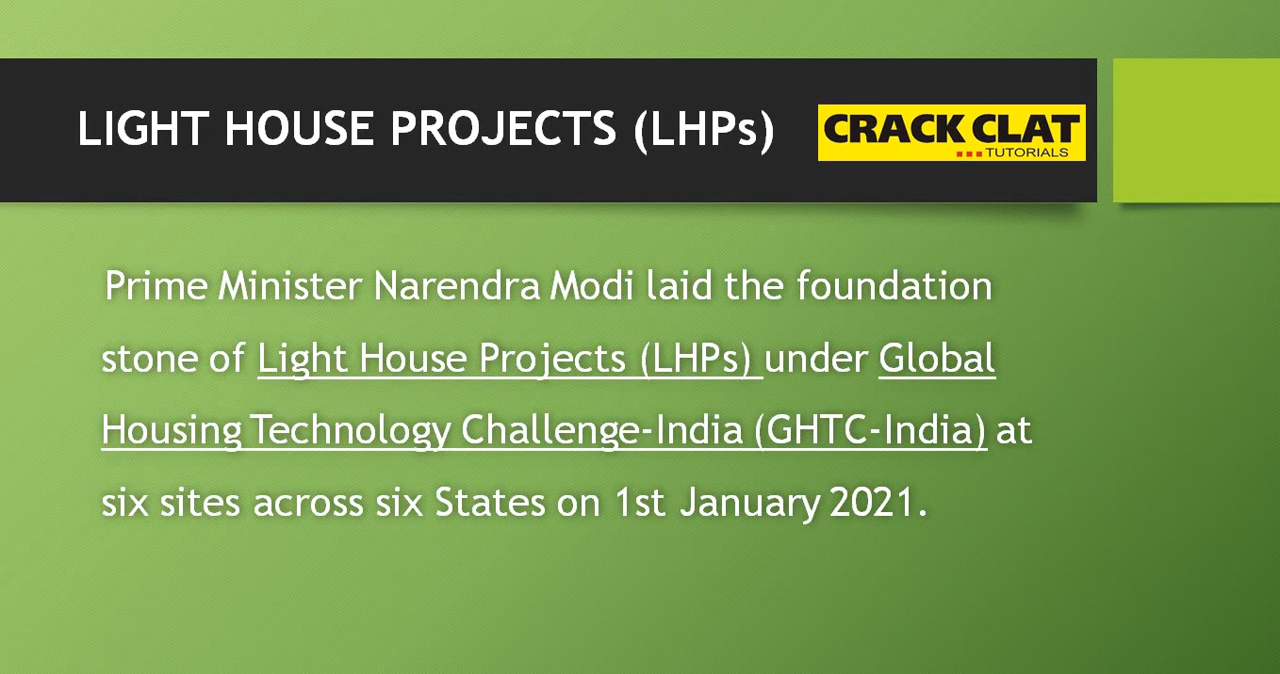 LIGHT HOUSE PROJECTS (LHPs)
CRACK CLAT
...TUTORIALS
Prime Minister Narendra Modi laid the foundation
stone of Light House Projects (LHPs) under Global
Housing Technology Challenge-India (GHTC-India) at
six sites across six States on 1st January 2021.